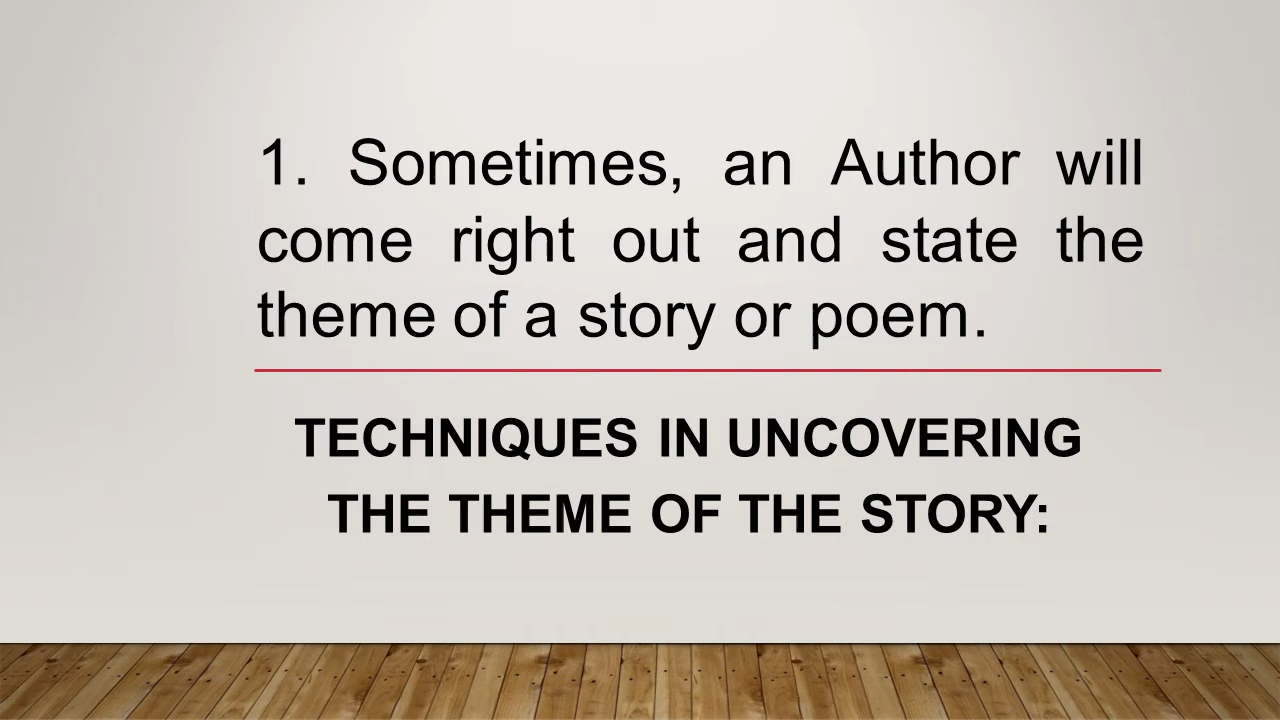 1. Sometimes, an Author will
come right out and state the
theme of a story or poem.
TECHNIQUES IN UNCOVERING
THE THEME OF THE STORY: